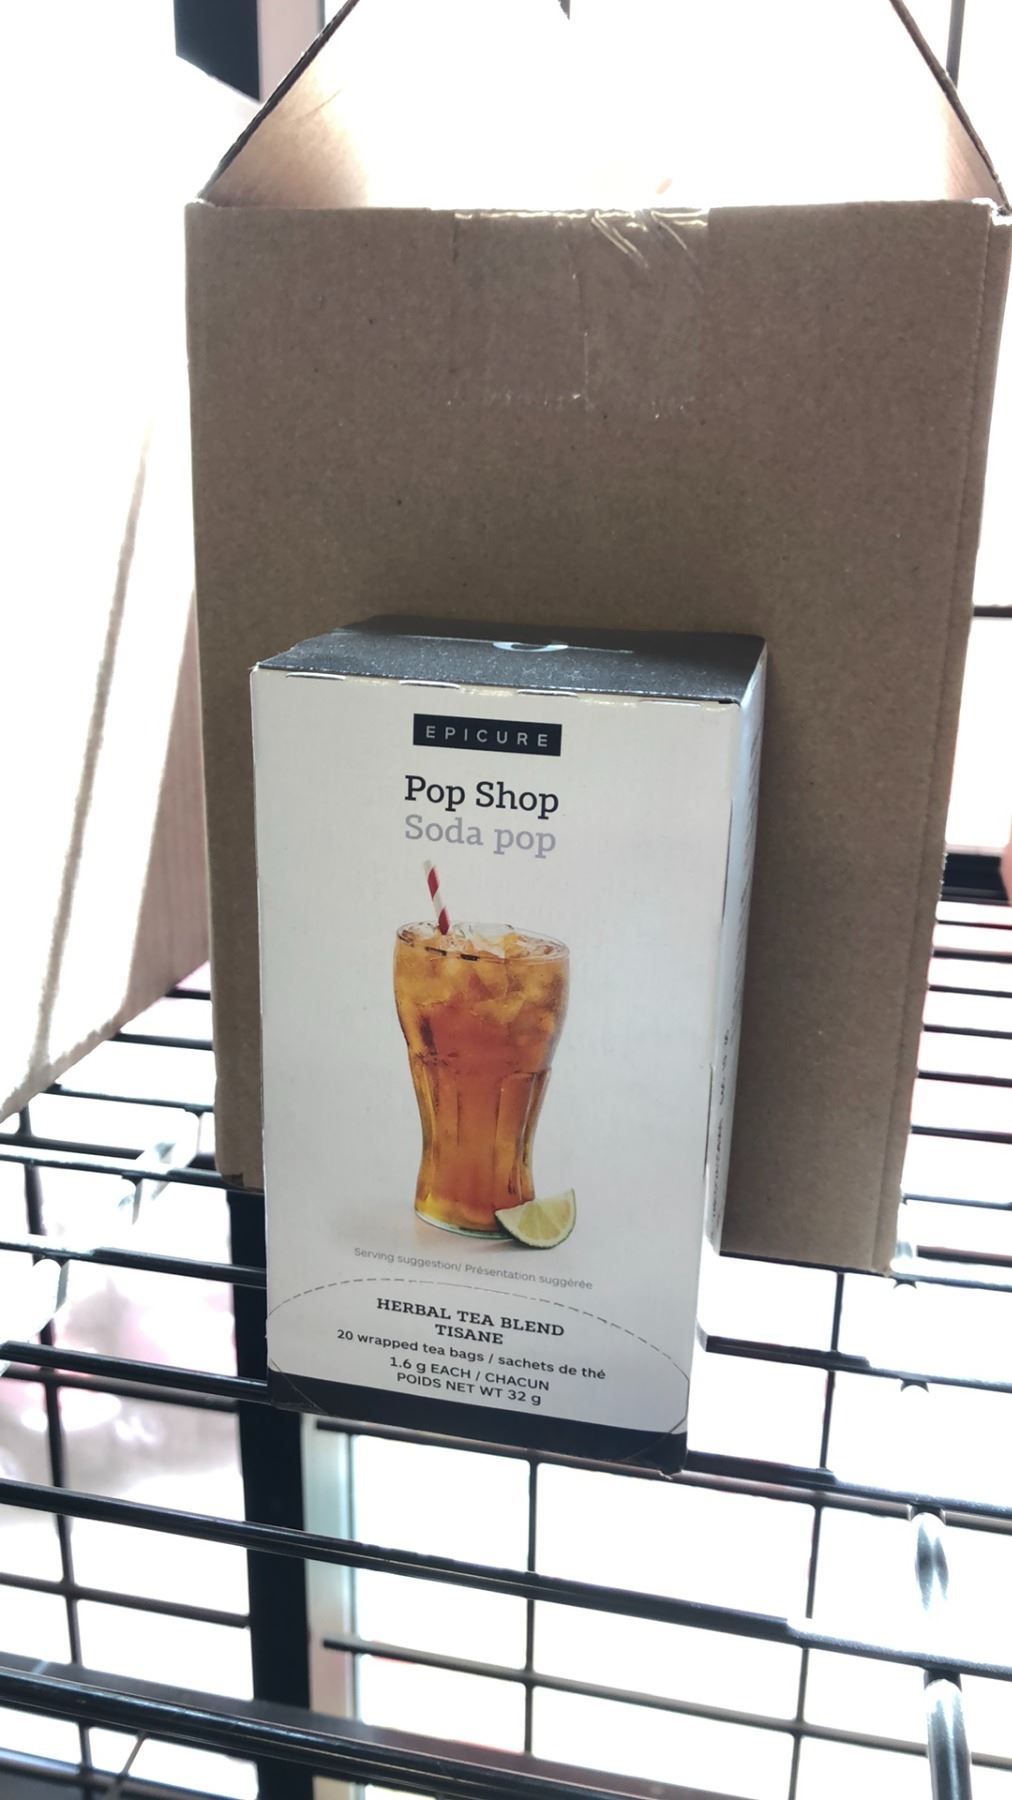 EPICURE
Pop Shop
Soda pop
Serving suggestion/ Présentation suggérée
HERBAL TEA BLEND
TISANE
20 wrapped tea bags / sachets de thé
1.6 g EACH / CHACUN
POIDS NET WT 32 g